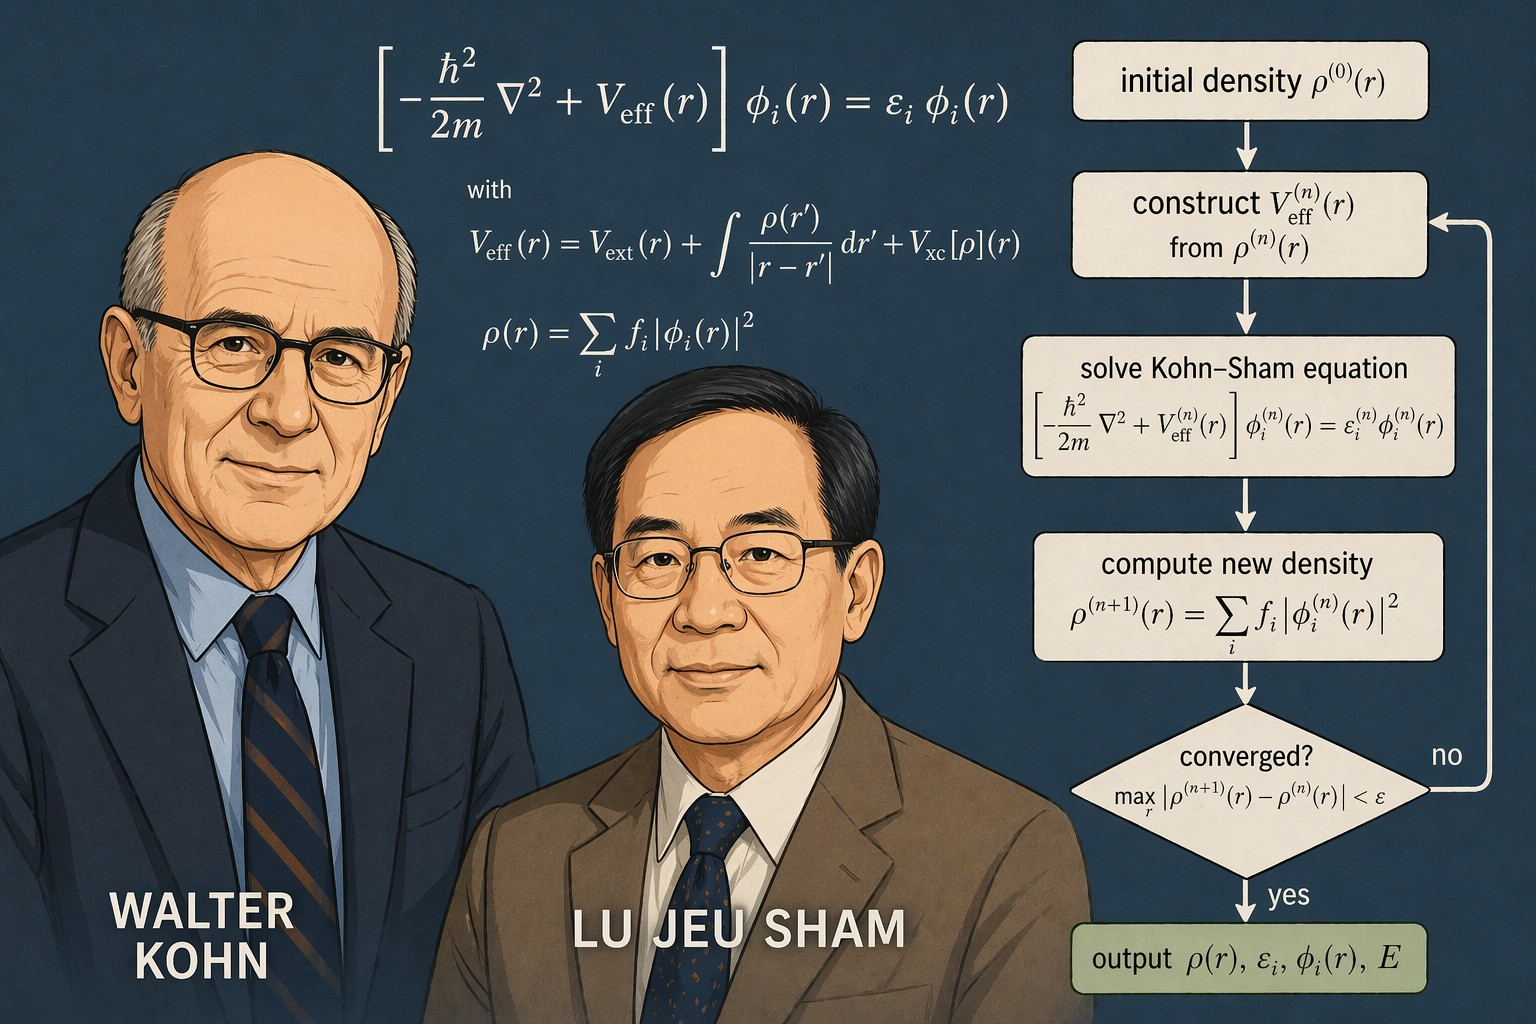 [−ħ²/2m ∇² + V_eff(r)] ϕ_i(r) = ε_i ϕ_i(r)
with
V_eff(r) = V_ext(r) + ∫ ρ(r′)/|r − r′| dr′ + V_xc[ρ](r)
ρ(r) = ∑_i f_i|ϕ_i(r)|²
WALTER
KOHN
LU JEU SHAM
initial density ρ⁽⁰⁾(r)
construct V_eff⁽ⁿ⁾(r)
from ρ⁽ⁿ⁾(r)
solve Kohn–Sham equation
[−ħ²/2m ∇² + V_eff⁽ⁿ⁾(r)] ϕ_i⁽ⁿ⁾(r) = ε_i⁽ⁿ⁾ϕ_i⁽ⁿ⁾(r)
compute new density
ρ⁽ⁿ⁺¹⁾(r) = ∑_i f_i|ϕ_i⁽ⁿ⁾(r)|²
converged?
max_r |ρ⁽ⁿ⁺¹⁾(r) − ρ⁽ⁿ⁾(r)| < ε
no
yes
output ρ(r), ε_i, ϕ_i(r), E